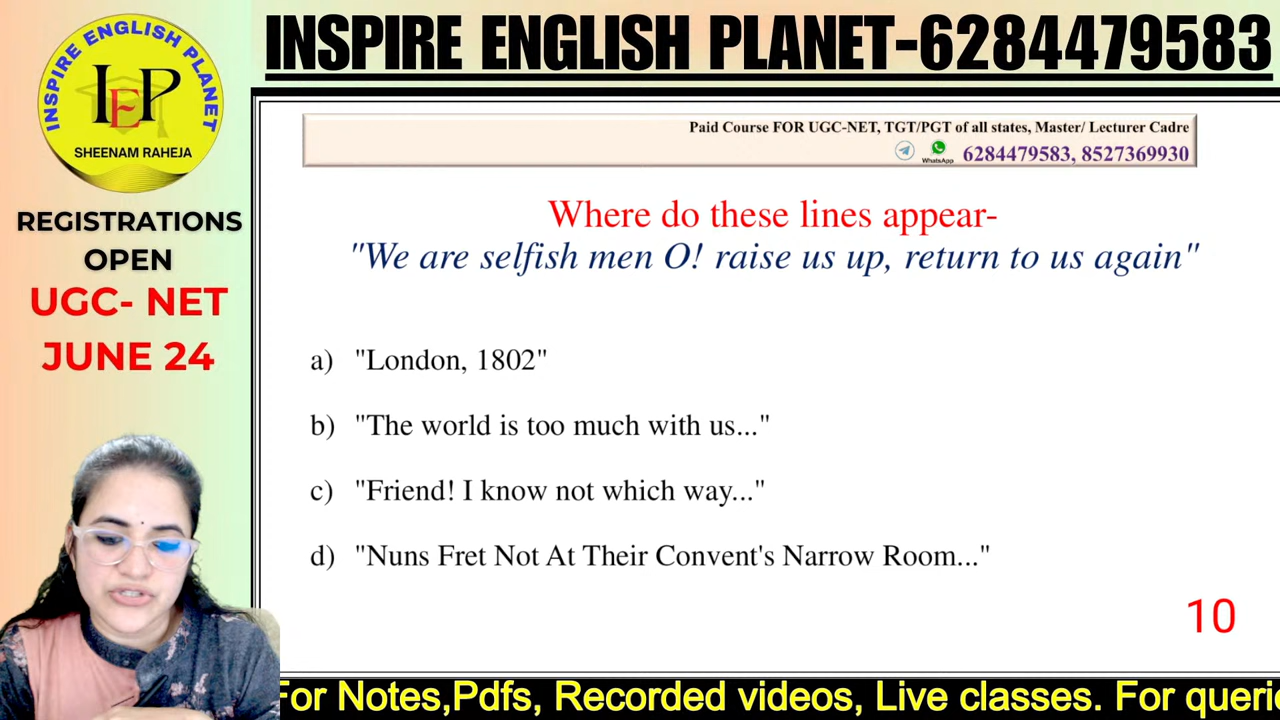 INSPIRE ENGLISH PLANET
IEP
SHEENAM RAHEJA
REGISTRATIONS
OPEN
UGC- NET
JUNE 24
INSPIRE ENGLISH PLANET-6284479583
Paid Course FOR UGC-NET, TGT/PGT of all states, Master/ Lecturer Cadre
WhatsApp 6284479583, 8527369930
Where do these lines appear-
"We are selfish men O! raise us up, return to us again"
a) "London, 1802"
b) "The world is too much with us..."
c) "Friend! I know not which way..."
d) "Nuns Fret Not At Their Convent's Narrow Room..."
10
For Notes,Pdfs, Recorded videos, Live classes. For queri